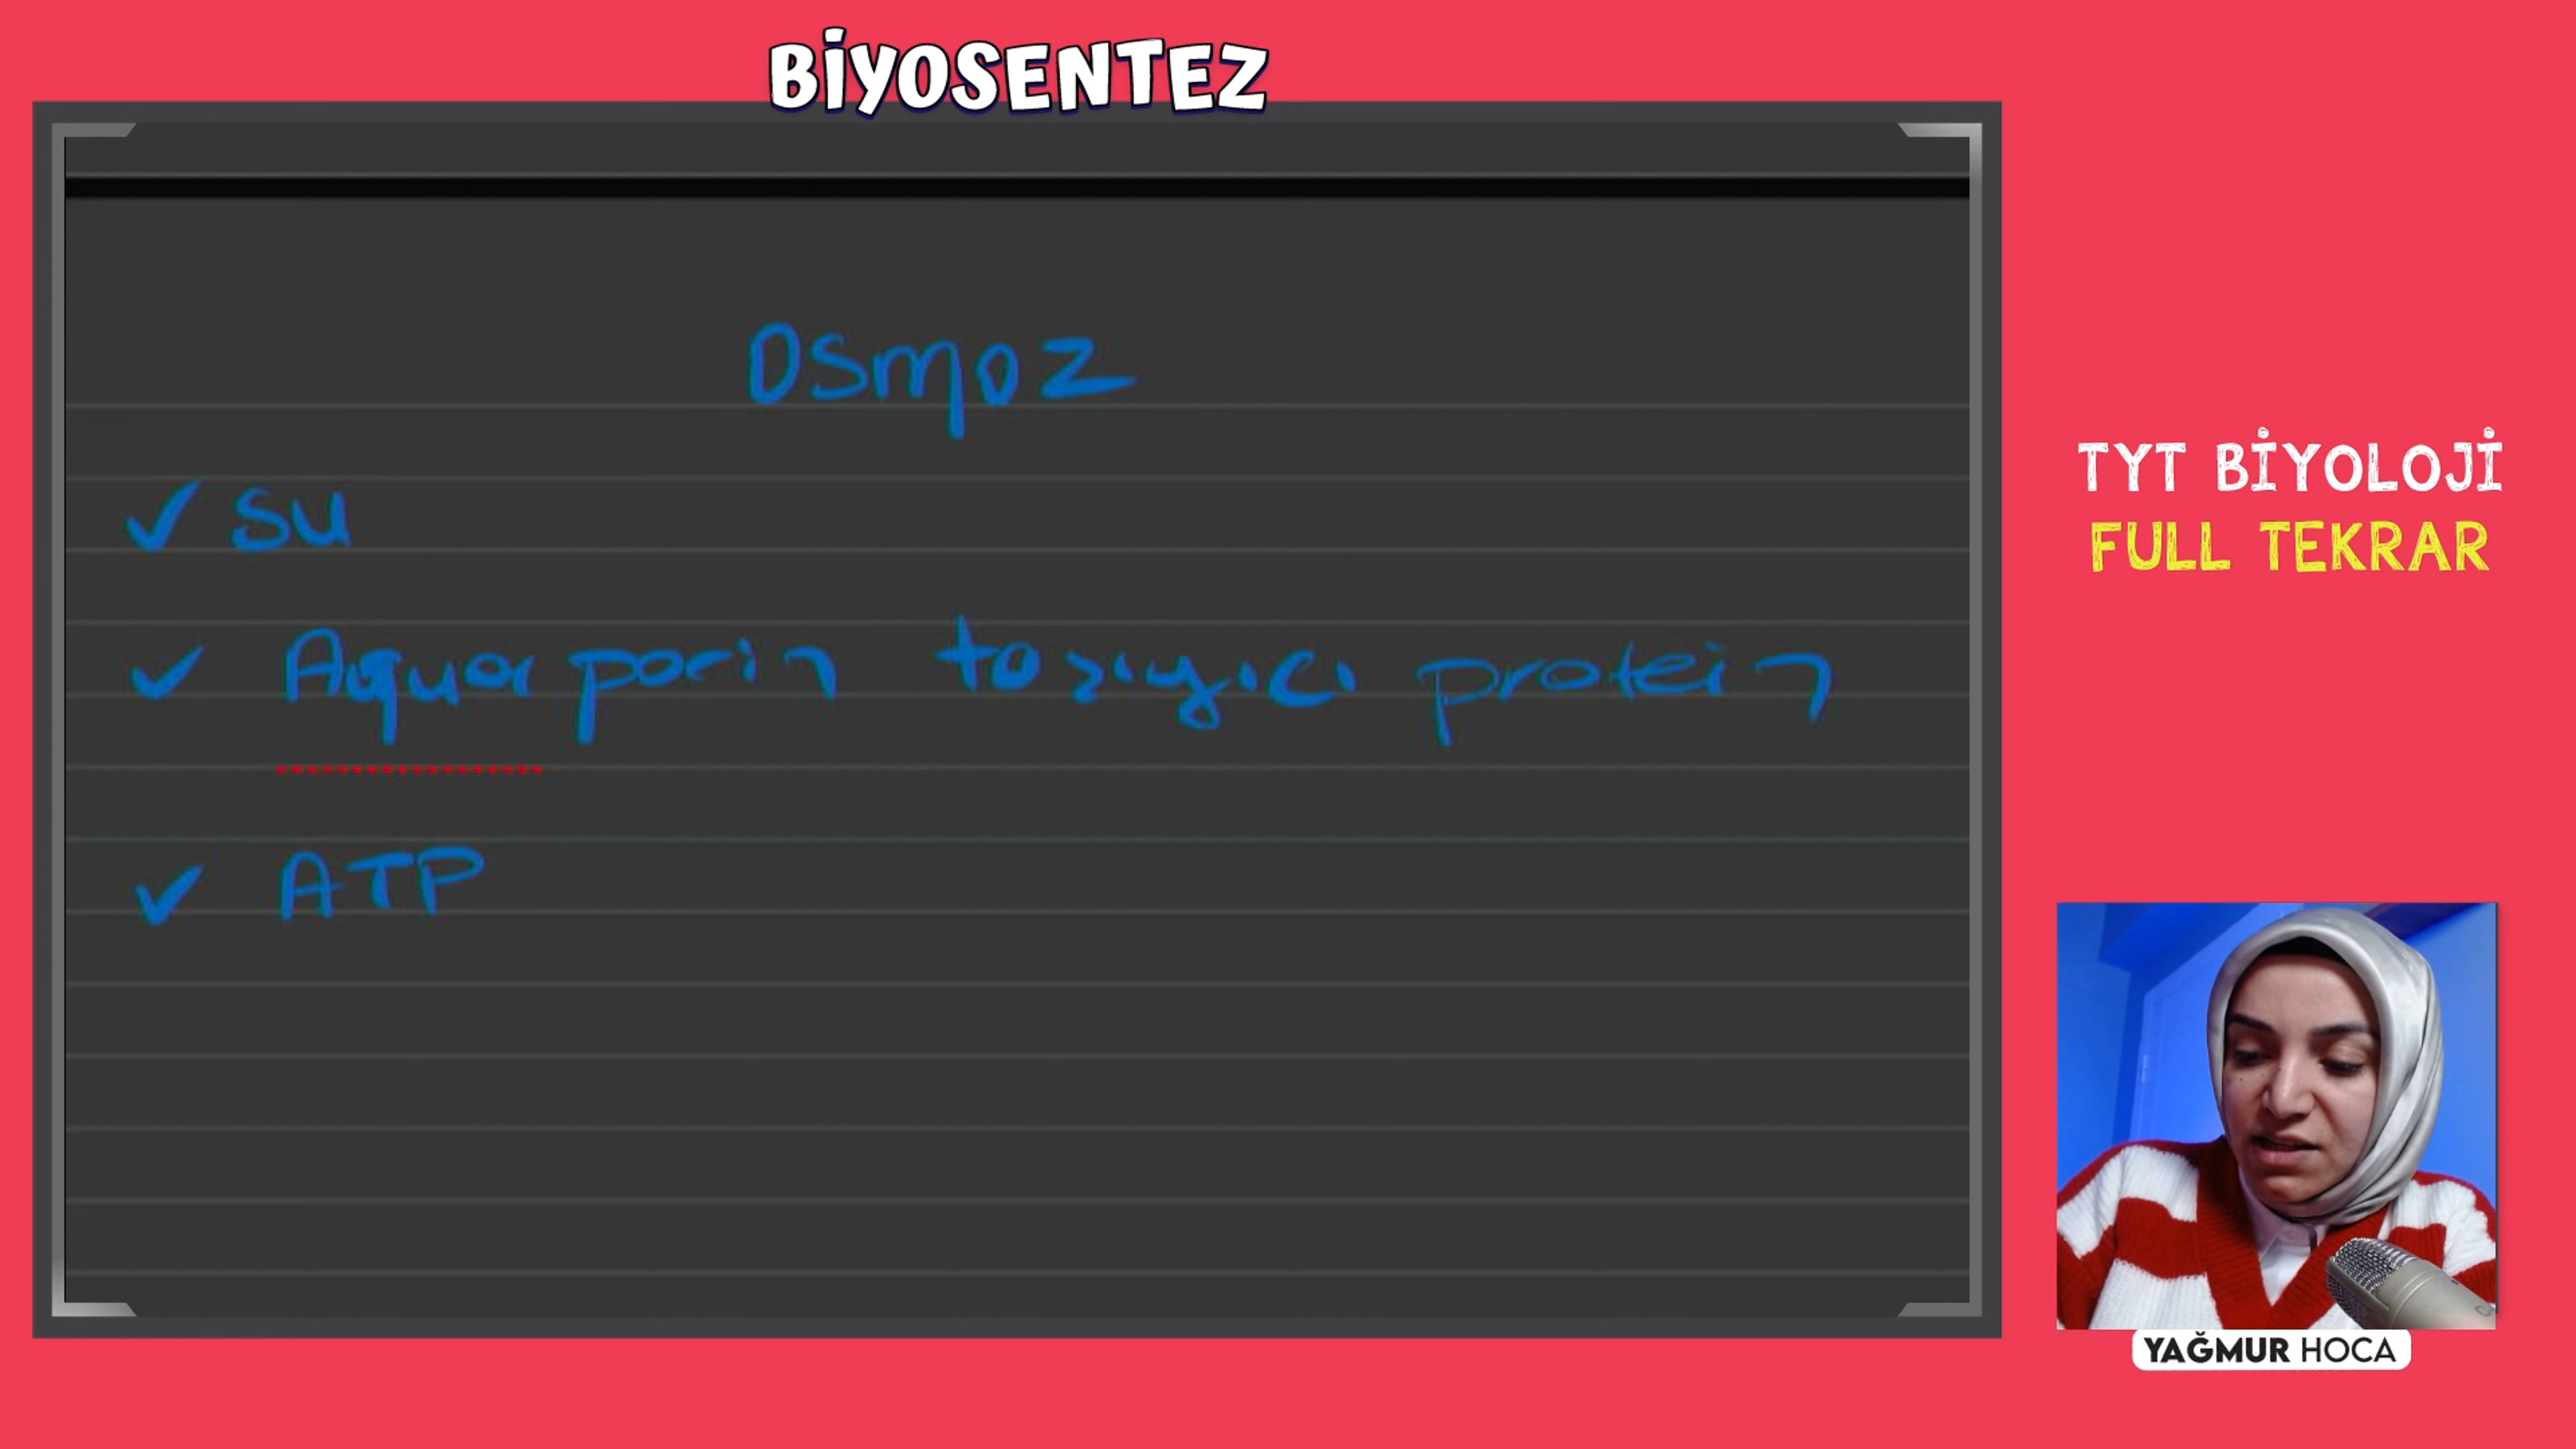 BİYOSENTEZ
Osmoz
✓ su
✓ Aquaporin taşıyıcı protein
✓ ATP
TYT BİYOLOJİ
FULL TEKRAR
YAĞMUR HOCA